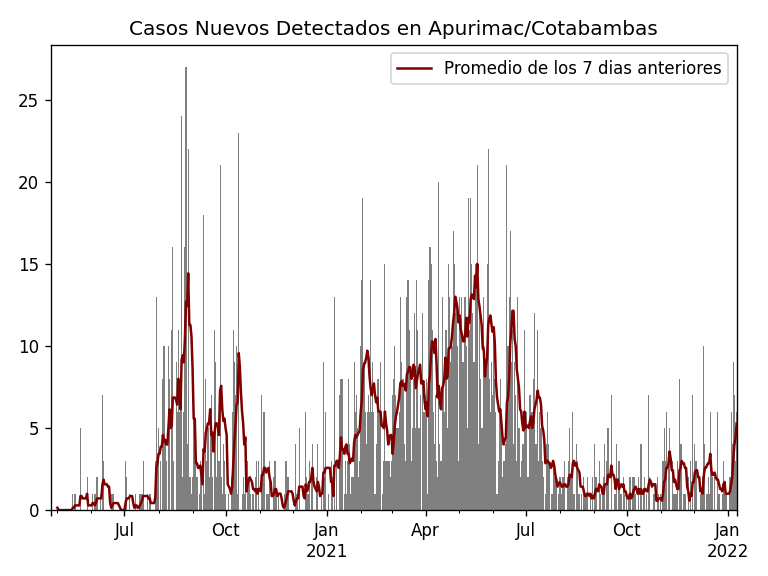 Casos Nuevos Detectados en Apurimac/Cotabambas
Promedio de los 7 dias anteriores
25
20
15
10
5
0
Jul
Oct
Jan
2021
Apr
Jul
Oct
Jan
2022